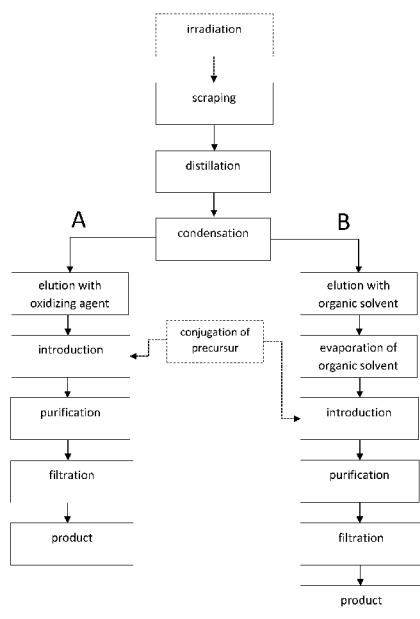 irradiation
scraping
distillation
condensation
A
elution with
oxidizing agent
introduction
purification
filtration
product
conjugation of
precursur
B
elution with
organic solvent
evaporation of
organic solvent
introduction
purification
filtration
product